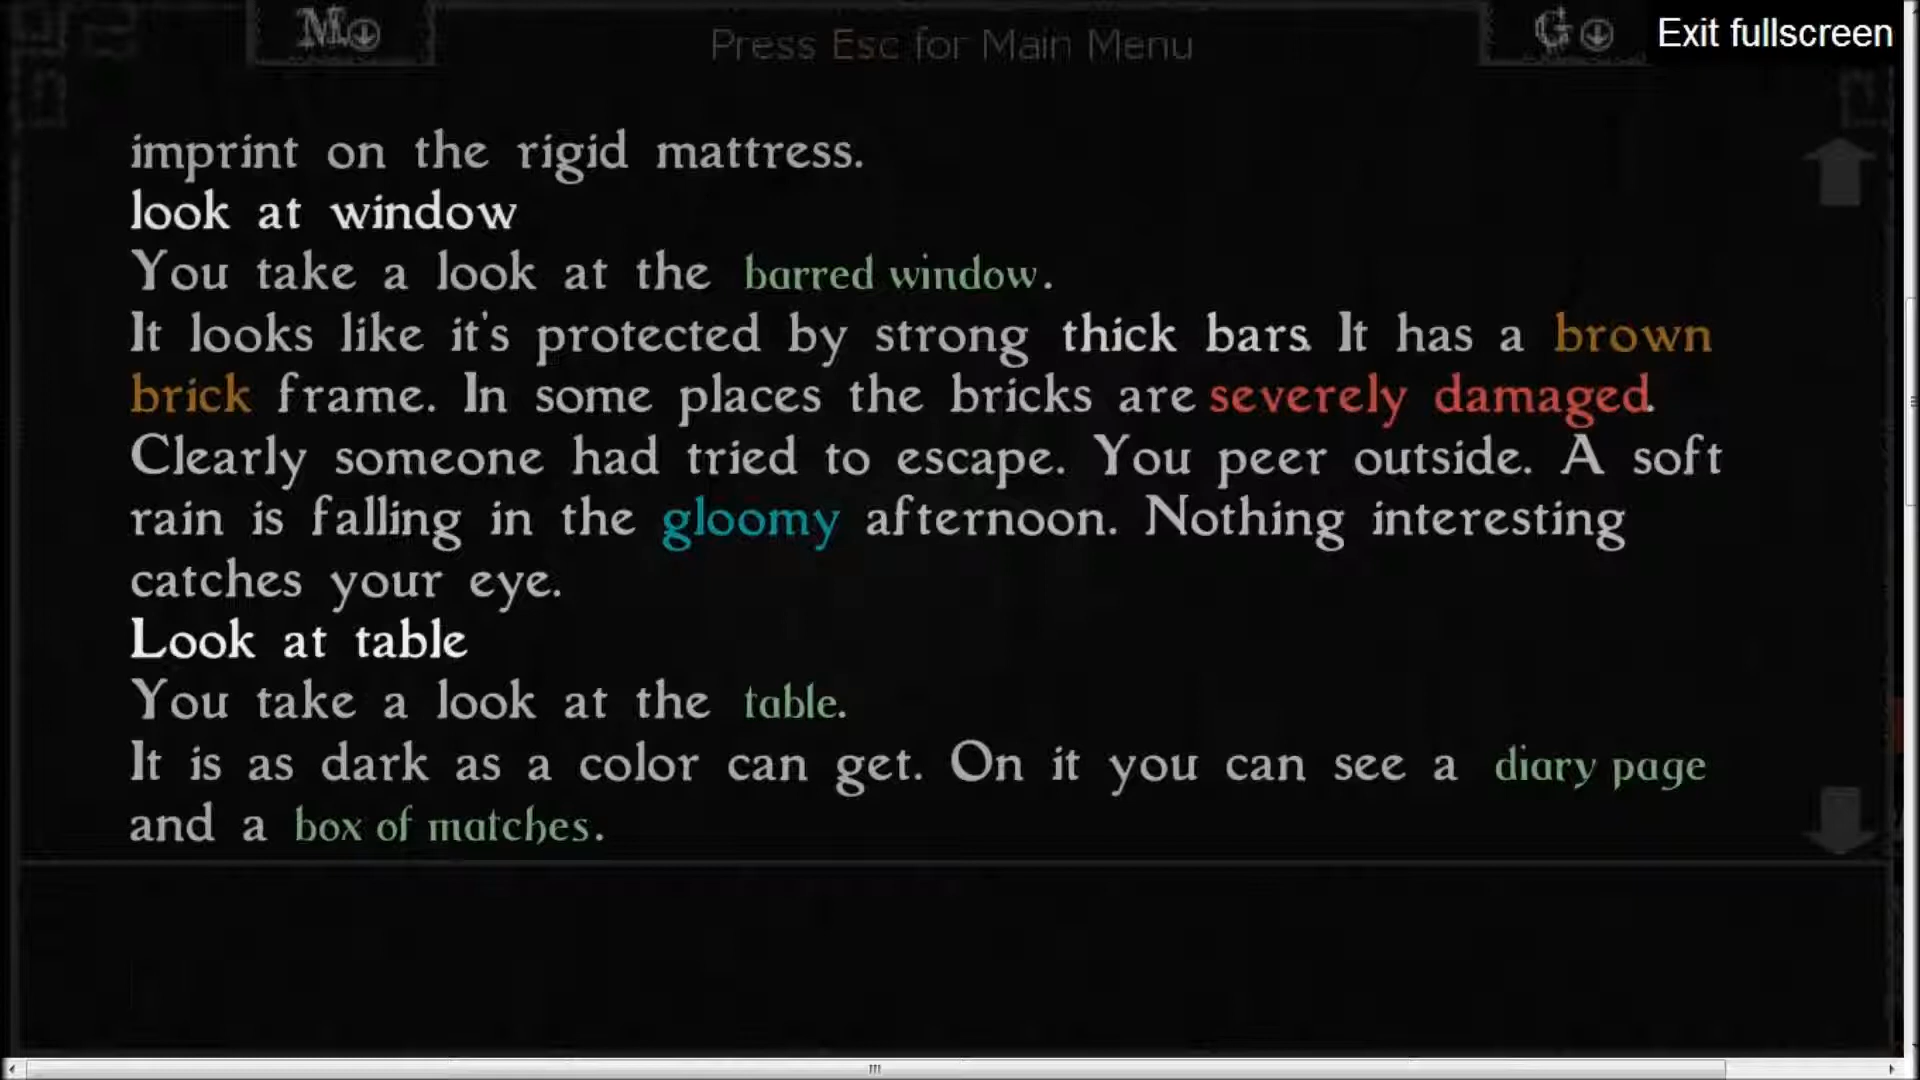 M
Press Esc for Main Menu
G
Exit fullscreen
imprint on the rigid mattress.
look at window
You take a look at the barred window.
It looks like it's protected by strong thick bars. It has a brown
brick frame. In some places the bricks are severely damaged.
Clearly someone had tried to escape. You peer outside. A soft
rain is falling in the gloomy afternoon. Nothing interesting
catches your eye.
Look at table
You take a look at the table.
It is as dark as a color can get. On it you can see a diary page
and a box of matches.